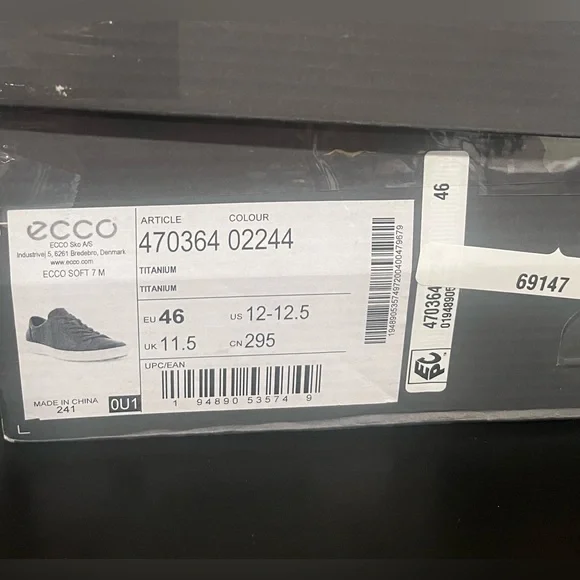 ecco
ECCO Sko A/S
Industrivej 5, 6261 Bredebro, Denmark
www.ecco.com
ECCO SOFT 7 M
MADE IN CHINA
241
0U1
ARTICLE COLOUR
470364 02244
TITANIUM
TITANIUM
EU 46 US 12-12.5
UK 11.5 CN 295
UPC/EAN
1 94890 53574 9
46
470364
69147